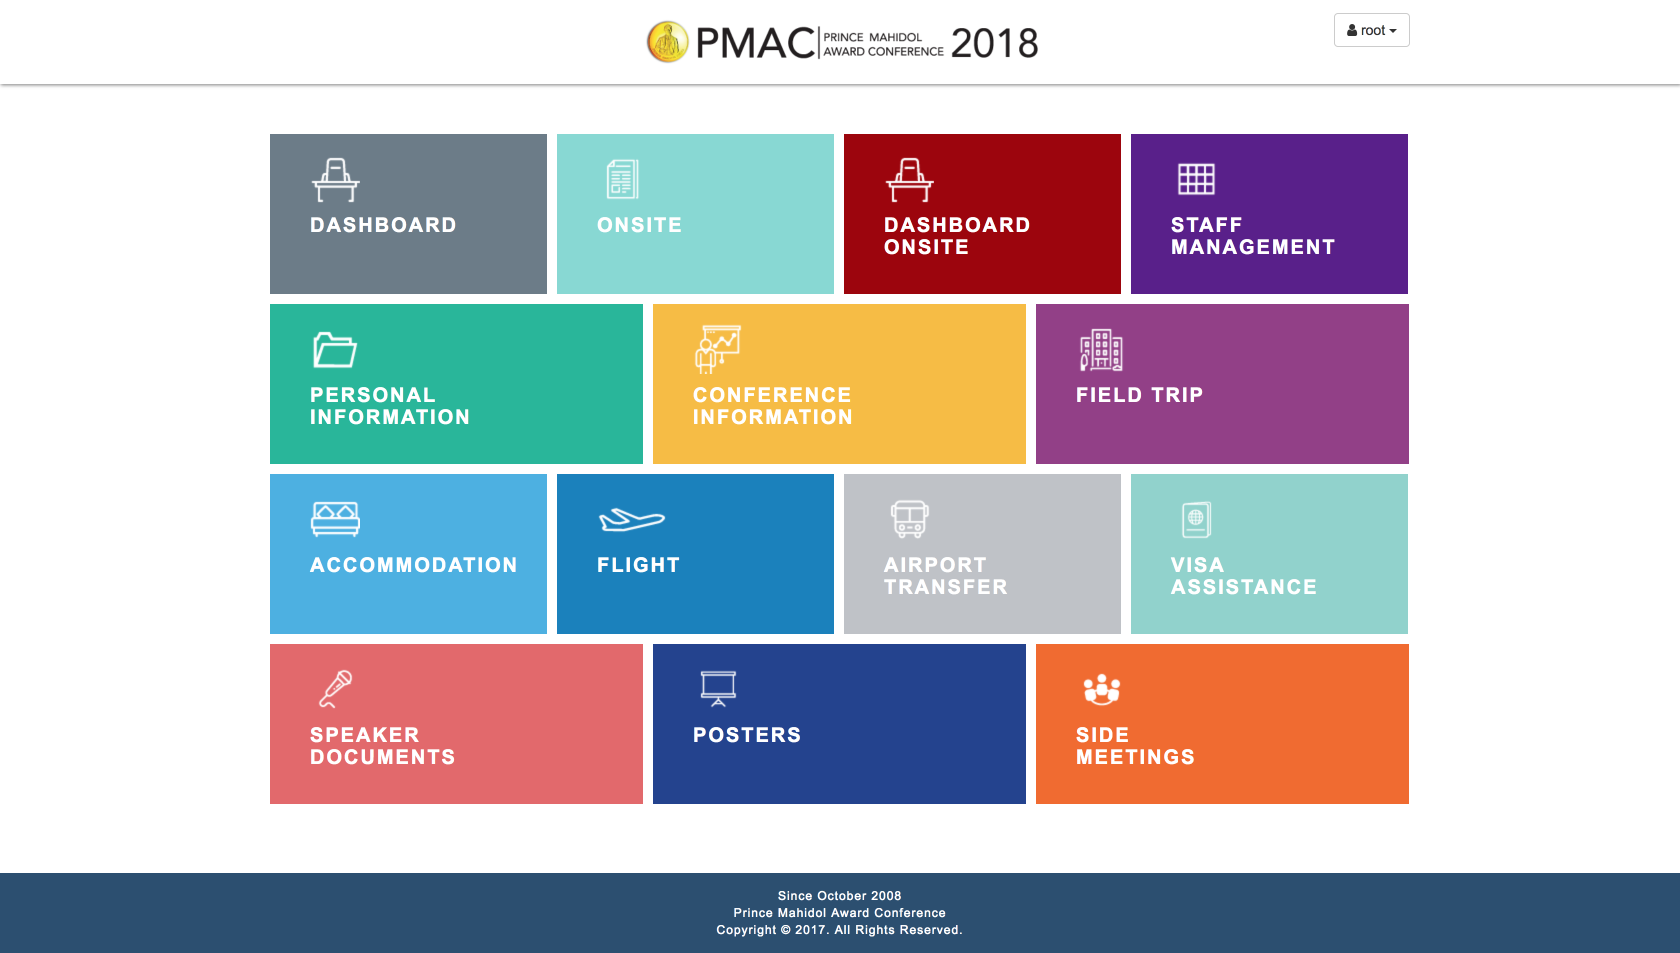 PMAC PRINCE MAHIDOL AWARD CONFERENCE 2018
root
DASHBOARD
ONSITE
DASHBOARD
ONSITE
STAFF
MANAGEMENT
PERSONAL
INFORMATION
CONFERENCE
INFORMATION
FIELD TRIP
ACCOMMODATION
FLIGHT
AIRPORT
TRANSFER
VISA
ASSISTANCE
SPEAKER
DOCUMENTS
POSTERS
SIDE
MEETINGS
Since October 2008
Prince Mahidol Award Conference
Copyright © 2017. All Rights Reserved.